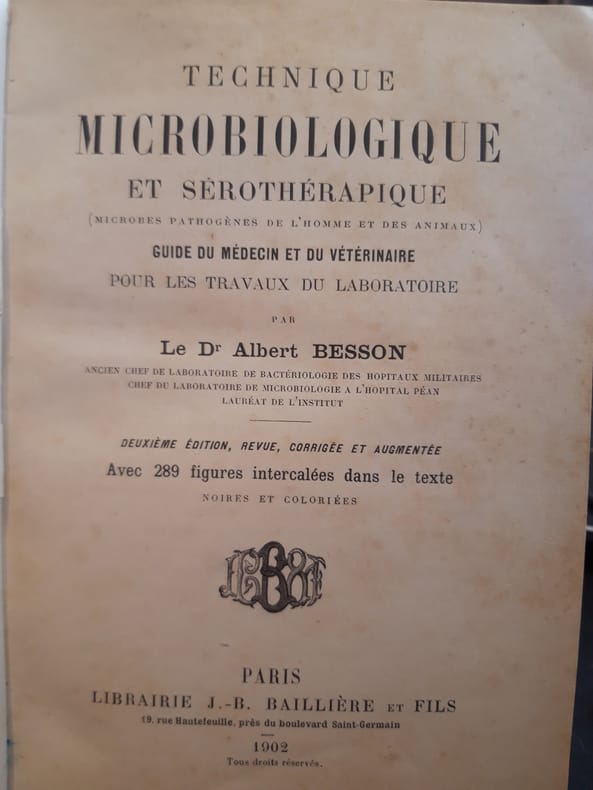 TECHNIQUE
MICROBIOLOGIQUE
ET SÉROTHÉRAPIQUE
(MICROBES PATHOGÈNES DE L'HOMME ET DES ANIMAUX)
GUIDE DU MÉDECIN ET DU VÉTÉRINAIRE
POUR LES TRAVAUX DU LABORATOIRE
PAR
Le Dr Albert BESSON
ANCIEN CHEF DE LABORATOIRE DE BACTÉRIOLOGIE DES HOPITAUX MILITAIRES
CHEF DU LABORATOIRE DE MICROBIOLOGIE A L'HOPITAL PÉAN
LAURÉAT DE L'INSTITUT
DEUXIÈME ÉDITION, REVUE, CORRIGÉE ET AUGMENTÉE
Avec 289 figures intercalées dans le texte
NOIRES ET COLORIÉES
PARIS
LIBRAIRIE J.-B. BAILLIÈRE ET FILS
19, rue Hautefeuille, près du boulevard Saint-Germain
1902
Tous droits réservés.